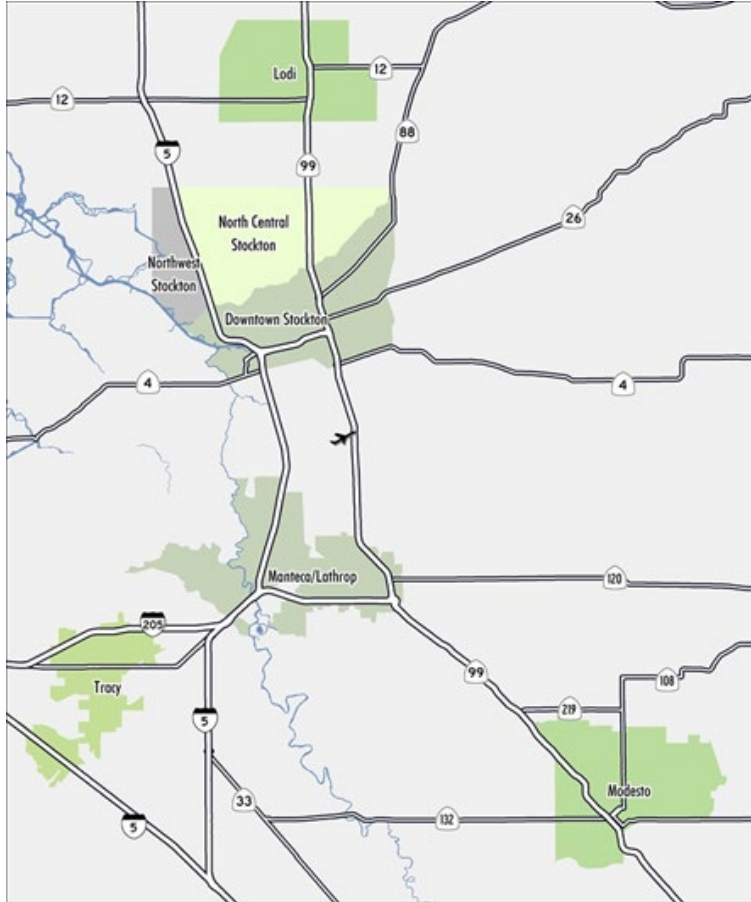 Lodi
12
12
88
5
99
26
North Central
Stockton
Northwest
Stockton
Downtown Stockton
4
4
Manteca/Lathrop
120
205
99
108
Tracy
219
5
Modesto
33
132
5